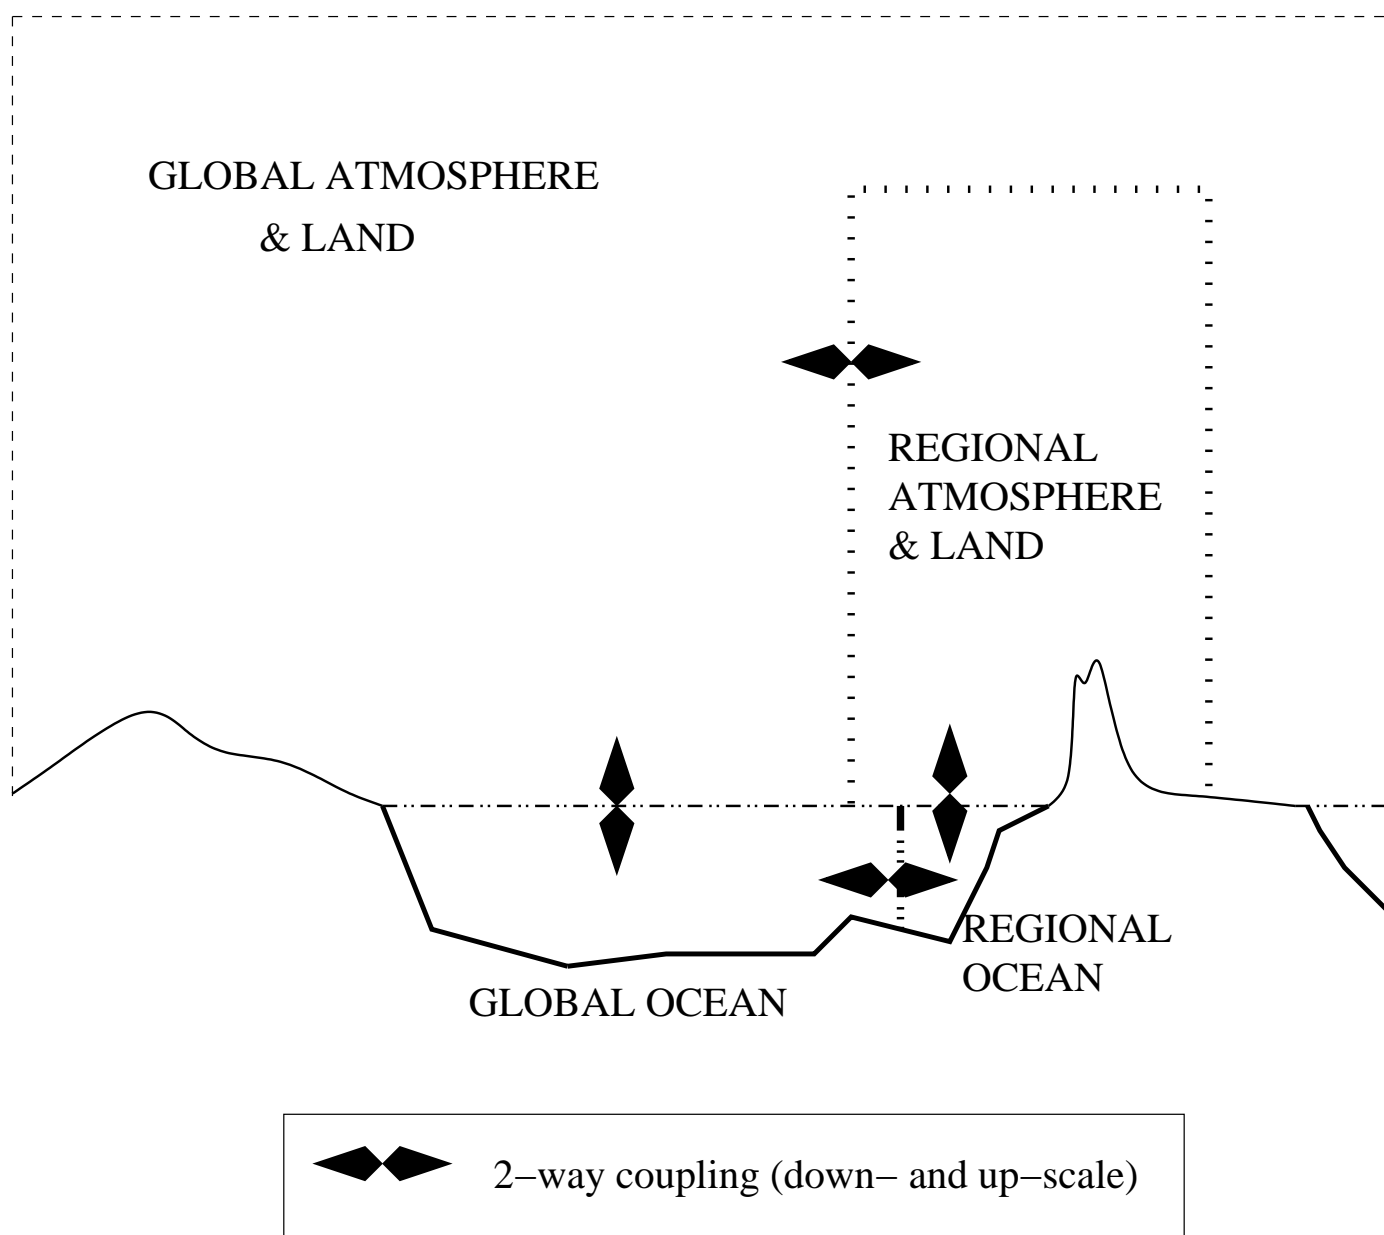 GLOBAL ATMOSPHERE
& LAND
REGIONAL
ATMOSPHERE
& LAND
REGIONAL
OCEAN
GLOBAL OCEAN
2−way coupling (down− and up−scale)